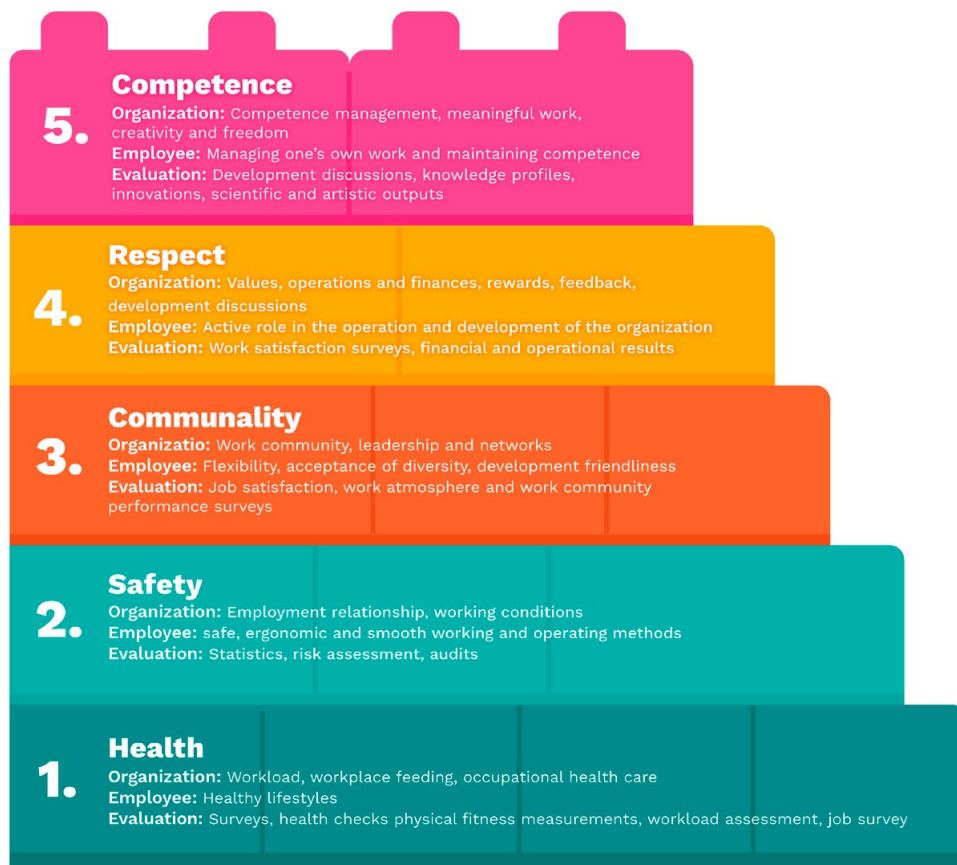 5.
Competence
Organization: Competence management, meaningful work,
creativity and freedom
Employee: Managing one's own work and maintaining competence
Evaluation: Development discussions, knowledge profiles,
innovations, scientific and artistic outputs
4.
Respect
Organization: Values, operations and finances, rewards, feedback,
development discussions
Employee: Active role in the operation and development of the organization
Evaluation: Work satisfaction surveys, financial and operational results
3.
Communality
Organizatio: Work community, leadership and networks
Employee: Flexibility, acceptance of diversity, development friendliness
Evaluation: Job satisfaction, work atmosphere and work community
performance surveys
2.
Safety
Organization: Employment relationship, working conditions
Employee: safe, ergonomic and smooth working and operating methods
Evaluation: Statistics, risk assessment, audits
1.
Health
Organization: Workload, workplace feeding, occupational health care
Employee: Healthy lifestyles
Evaluation: Surveys, health checks physical fitness measurements, workload assessment, job survey